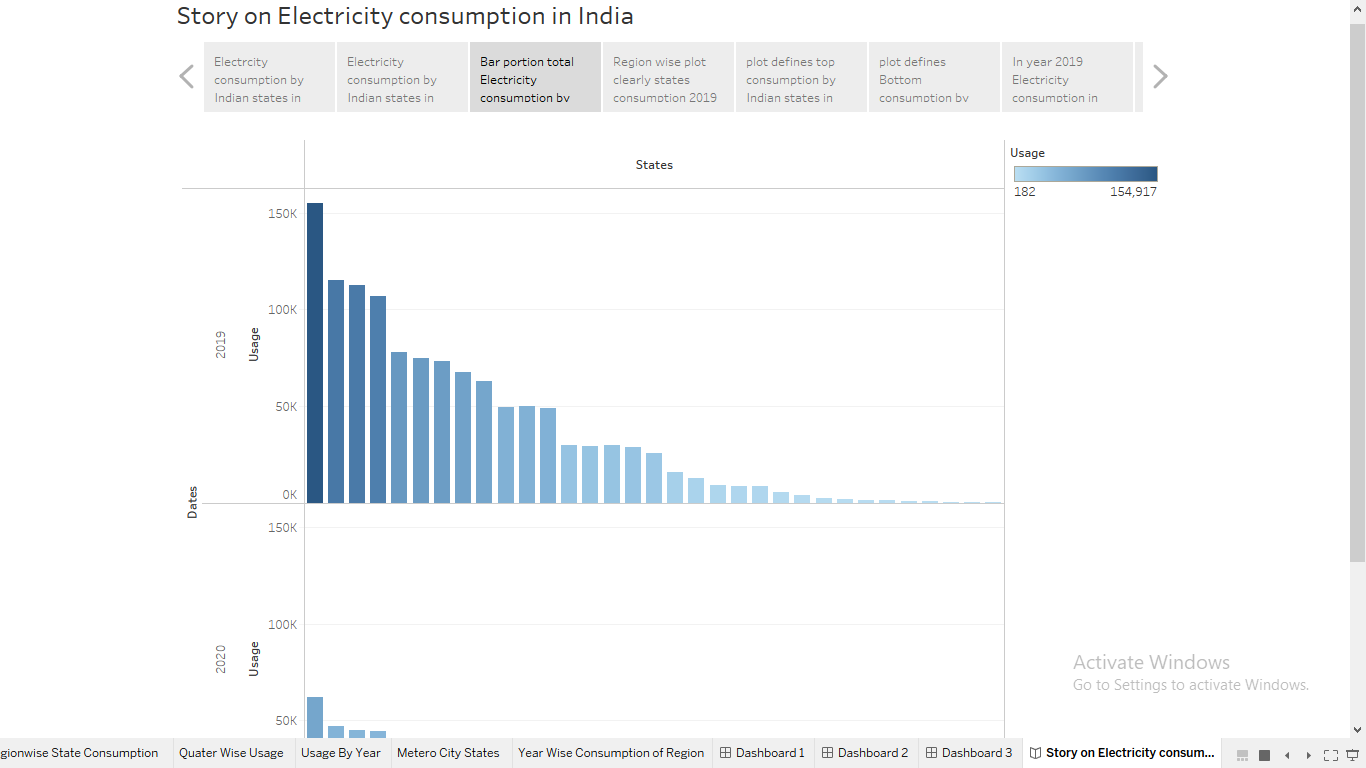 Story on Electricity consumption in India
Electrcity
consumption by
Indian states in
Electricity
consumption by
Indian states in
Bar portion total
Electricity
consumption by
Region wise plot
clearly states
consumption 2019
plot defines top
consumption by
Indian states in
plot defines
Bottom
consumption by
In year 2019
Electricity
consumption in
States
Usage
182 154,917
150K
100K
50K
0K
2019
Usage
Dates
150K
100K
50K
2020
Usage
Activate Windows
Go to Settings to activate Windows.
gionwise State Consumption
Quater Wise Usage
Usage By Year
Metero City States
Year Wise Consumption of Region
Dashboard 1
Dashboard 2
Dashboard 3
Story on Electricity consum...